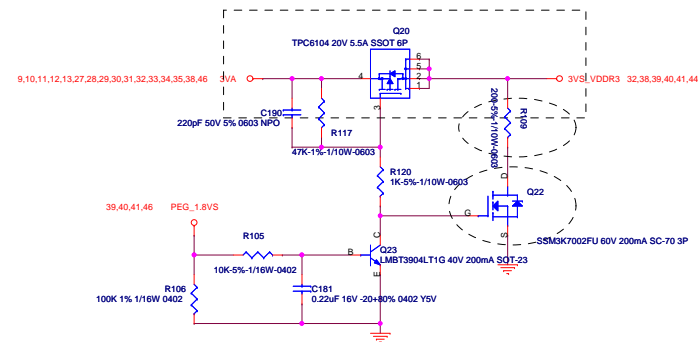 Q20
TPC6104 20V 5.5A SSOT 6P
9,10,11,12,13,27,28,29,30,31,32,33,34,35,38,46 3VA
4
6
5
2
1
3
3VS_VDDR3 32,38,39,40,41,44
C190
220pF 50V 5% 0603 NPO
R117
47K-1%-1/10W-0603
R109
200-5%-1/10W-0603
R120
1K-5%-1/10W-0603
D
Q22
G
S
SSM3K7002FU 60V 200mA SC-70 3P
39,40,41,46 PEG_1.8VS
R105
10K-5%-1/16W-0402
B
C
Q23
LMBT3904LT1G 40V 200mA SOT-23
E
R106
100K 1% 1/16W 0402
C181
0.22uF 16V -20+80% 0402 Y5V